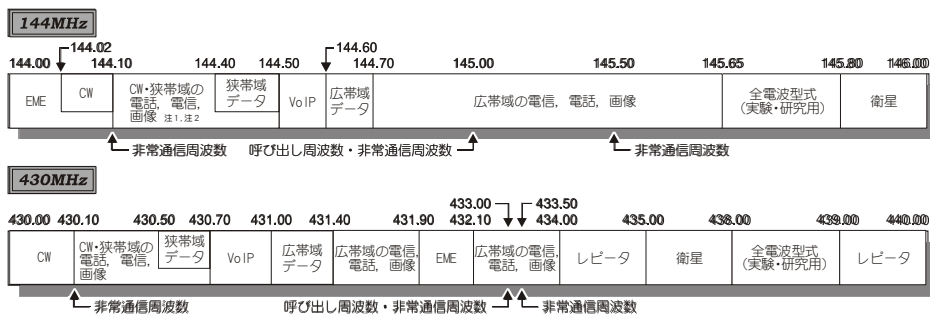 144MHz
144.02
144.60
144.00 144.10 144.40 144.50 144.70 145.00 145.50 145.65 145.80 146.00
EME
CW
CW・狭帯域の
電話, 電信,
画像 注1.注2
狭帯域
データ
VoIP
広帯域
データ
広帯域の電信, 電話, 画像
全電波型式
(実験・研究用)
衛星
非常通信周波数
呼び出し周波数・非常通信周波数
非常通信周波数
430MHz
433.00 433.50
430.00 430.10 430.50 430.70 431.00 431.40 431.90 432.10 434.00 435.00 438.00 439.00 440.00
CW
CW・狭帯域の
電話, 電信,
画像
狭帯域
データ
VoIP
広帯域
データ
広帯域の電信,
電話, 画像
EME
広帯域の電信,
電話, 画像
レピータ
衛星
全電波型式
(実験・研究用)
レピータ
非常通信周波数
呼び出し周波数・非常通信周波数
非常通信周波数